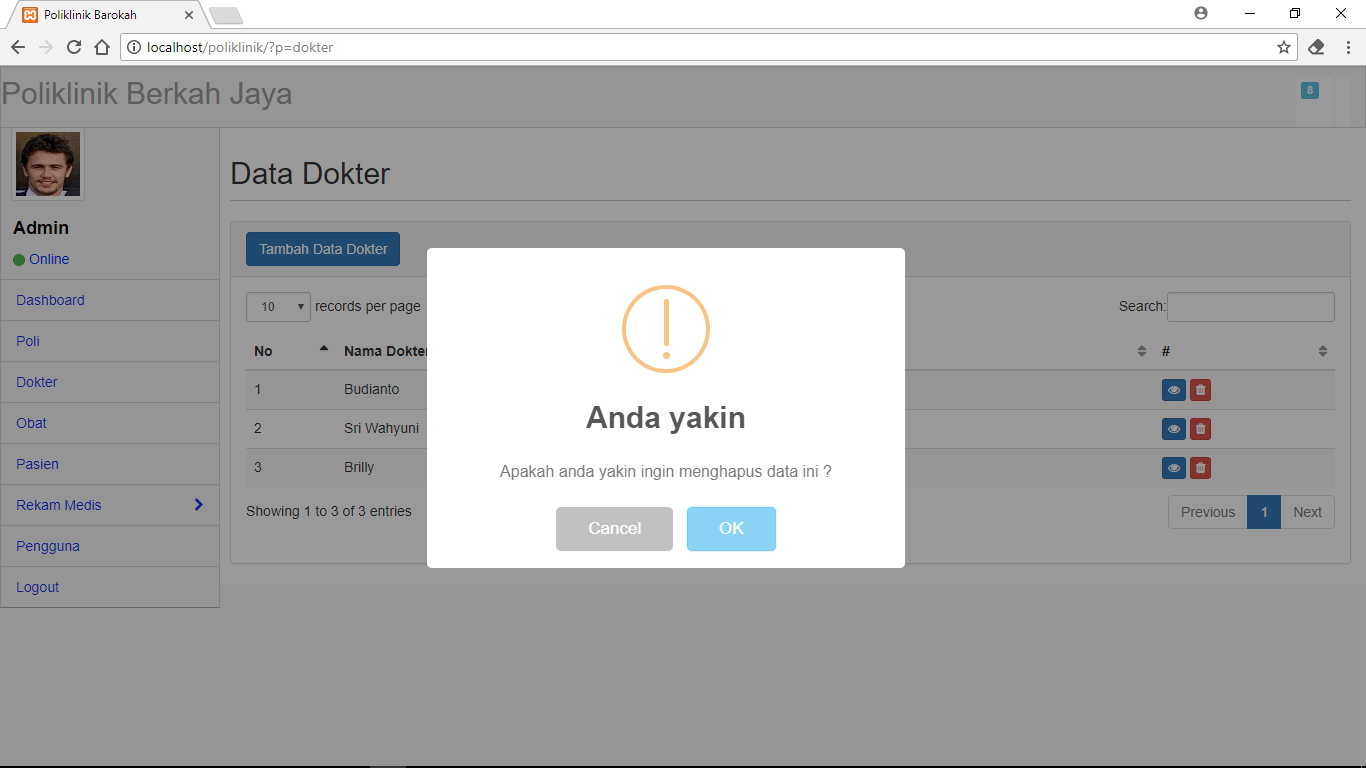 Poliklinik Barokah
localhost/poliklinik/?p=dokter
Poliklinik Berkah Jaya
8
Admin
Online
Dashboard
Poli
Dokter
Obat
Pasien
Rekam Medis
Pengguna
Logout
Data Dokter
Tambah Data Dokter
10 records per page
Search:
No Nama Dokter #
1 Budianto
2 Sri Wahyuni
3 Brilly
Showing 1 to 3 of 3 entries
Previous 1 Next
Anda yakin
Apakah anda yakin ingin menghapus data ini ?
Cancel OK